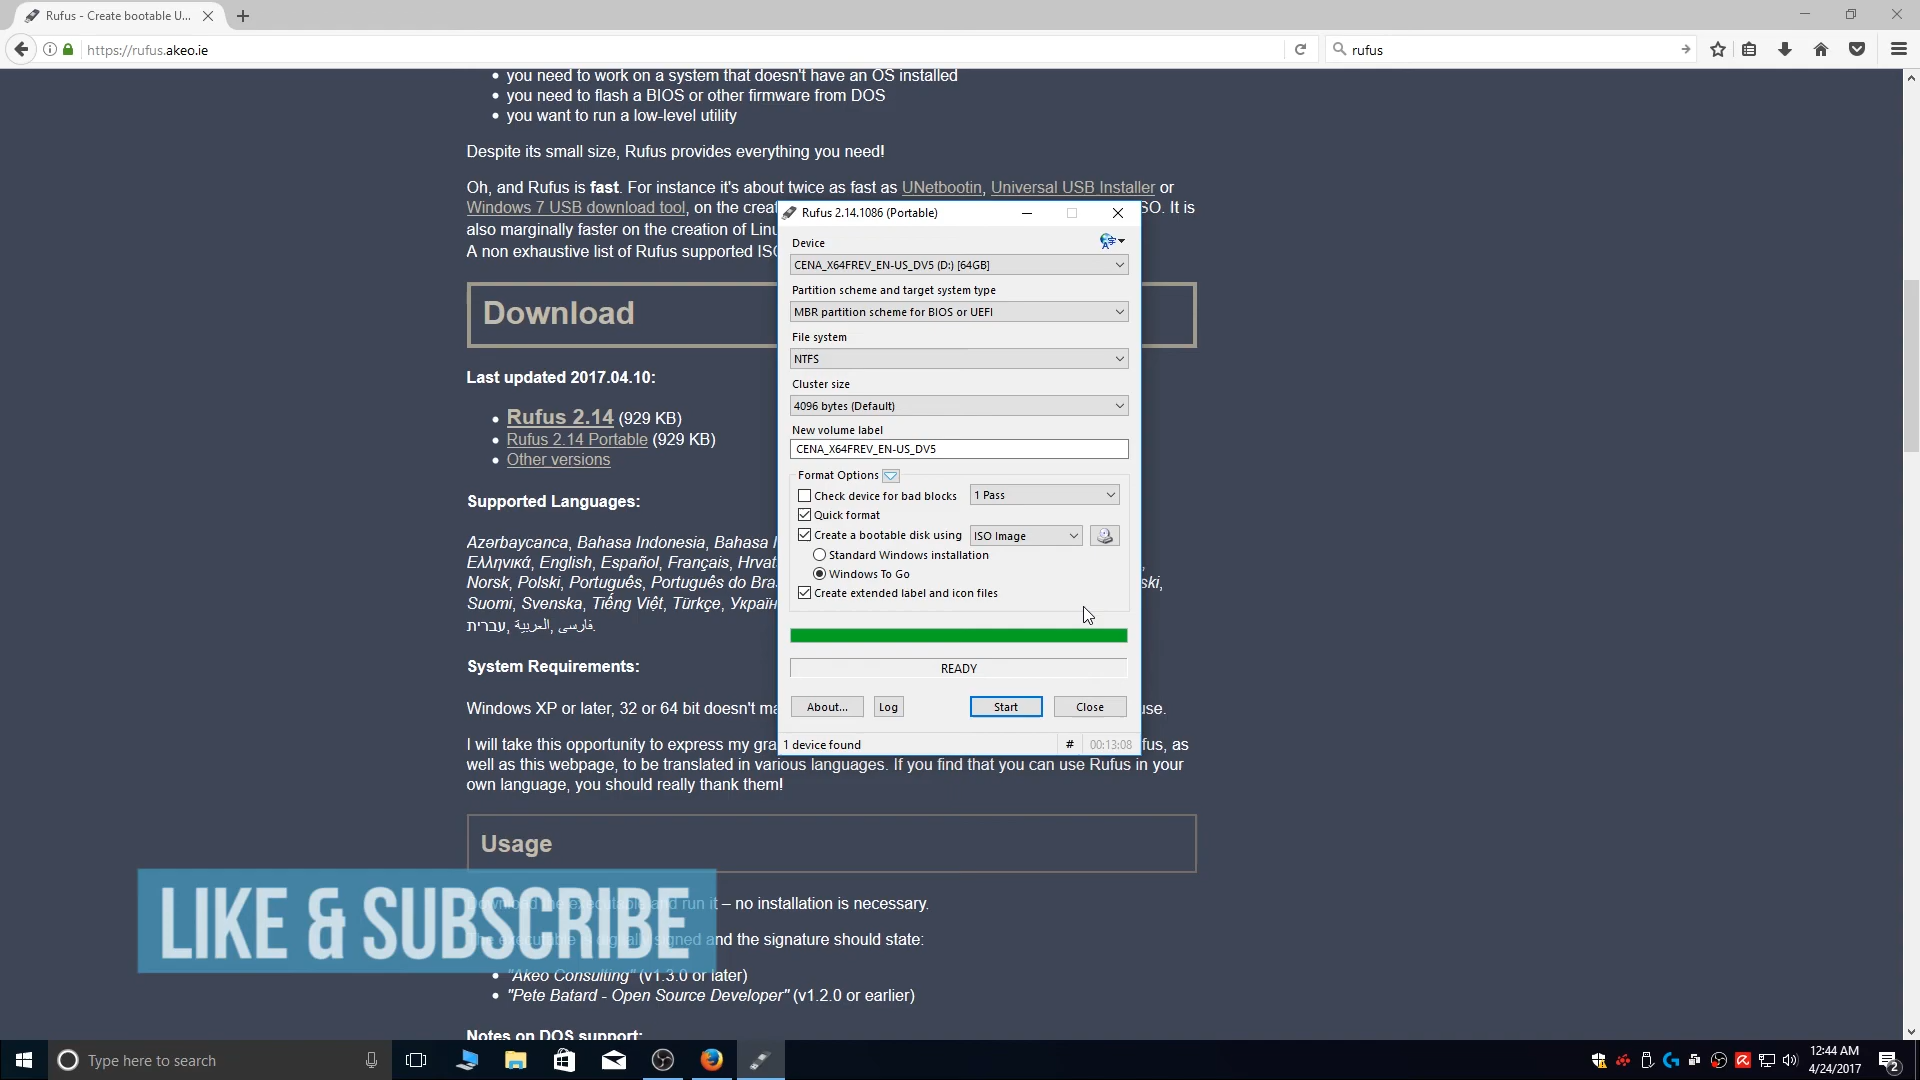 Rufus - Create bootable U...
https://rufus.akeo.ie
rufus
you need to work on a system that doesn't have an OS installed
you need to flash a BIOS or other firmware from DOS
you want to run a low-level utility
Despite its small size, Rufus provides everything you need!
Oh, and Rufus is fast. For instance it's about twice as fast as UNetbootin, Universal USB Installer or
Windows 7 USB download tool, on the creat
SO. It is
also marginally faster on the creation of Linu
A non exhaustive list of Rufus supported ISO
Download
Last updated 2017.04.10:
Rufus 2.14 (929 KB)
Rufus 2.14 Portable (929 KB)
Other versions
Supported Languages:
Azərbaycanca, Bahasa Indonesia, Bahasa
Ελληνικά, English, Español, Français, Hrvat
Norsk, Polski, Português, Português do Bra
ski,
Suomi, Svenska, Tiếng Việt, Türkçe, Україн
עברית, العربية, فارسی.
System Requirements:
Windows XP or later, 32 or 64 bit doesn't ma
use.
I will take this opportunity to express my gra
fus, as
well as this webpage, to be translated in various languages. If you find that you can use Rufus in your
own language, you should really thank them!
Usage
run it – no installation is necessary.
and the signature should state:
"Akeo Consulting" (v1.3.0 or later)
"Pete Batard - Open Source Developer" (v1.2.0 or earlier)
Notes on DOS support:
Rufus 2.14.1086 (Portable)
Device
CENA_X64FREV_EN-US_DV5 (D:) [64GB]
Partition scheme and target system type
MBR partition scheme for BIOS or UEFI
File system
NTFS
Cluster size
4096 bytes (Default)
New volume label
CENA_X64FREV_EN-US_DV5
Format Options
Check device for bad blocks
1 Pass
Quick format
Create a bootable disk using
ISO Image
Standard Windows installation
Windows To Go
Create extended label and icon files
READY
About...
Log
Start
Close
1 device found
#
00:13:08
LIKE & SUBSCRIBE
Type here to search
12:44 AM
4/24/2017
2